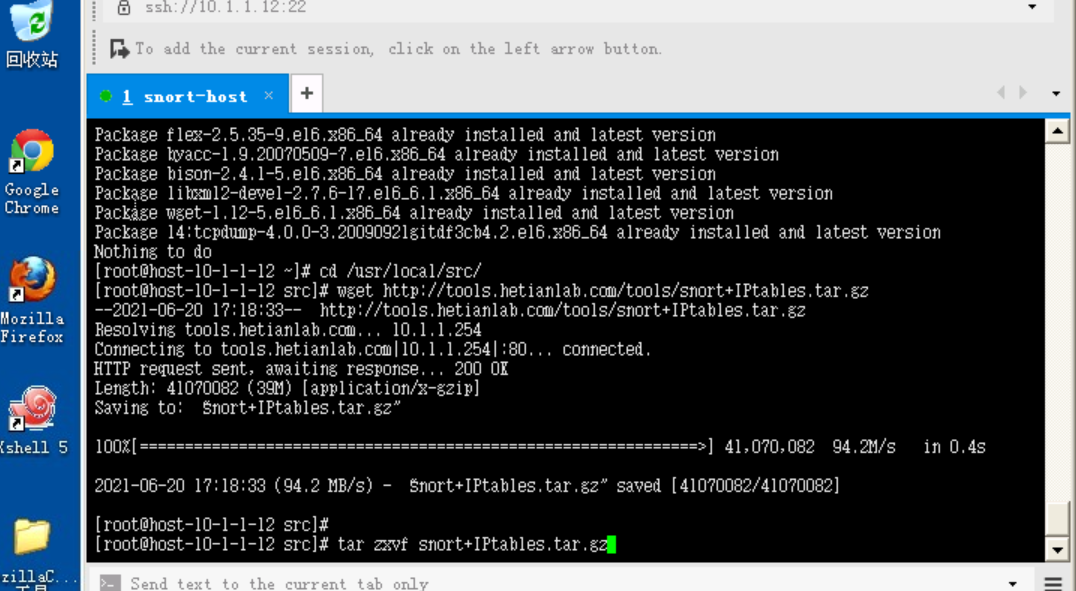 ssh://10.1.1.12:22
To add the current session, click on the left arrow button.
1 snort-host × +
回收站
Google
Chrome
Mozilla
Firefox
Xshell 5
zillaC...
工具
Package flex-2.5.35-9.el6.x86_64 already installed and latest version
Package byacc-1.9.20070509-7.el6.x86_64 already installed and latest version
Package bison-2.4.1-5.el6.x86_64 already installed and latest version
Package libxml2-devel-2.7.6-17.el6_6.1.x86_64 already installed and latest version
Package wget-1.12-5.el6_6.1.x86_64 already installed and latest version
Package 14:tcpdump-4.0.0-3.20090921gitdf3cb4.2.el6.x86_64 already installed and latest version
Nothing to do
[root@host-10-1-1-12 ~]# cd /usr/local/src/
[root@host-10-1-1-12 src]# wget http://tools.hetianlab.com/tools/snort+IPtables.tar.gz
--2021-06-20 17:18:33--  http://tools.hetianlab.com/tools/snort+IPtables.tar.gz
Resolving tools.hetianlab.com... 10.1.1.254
Connecting to tools.hetianlab.com|10.1.1.254|:80... connected.
HTTP request sent, awaiting response... 200 OK
Length: 41070082 (39M) [application/x-gzip]
Saving to: “snort+IPtables.tar.gz”
100%[==============================================================>] 41,070,082 94.2M/s in 0.4s
2021-06-20 17:18:33 (94.2 MB/s) - “snort+IPtables.tar.gz” saved [41070082/41070082]
[root@host-10-1-1-12 src]#
[root@host-10-1-1-12 src]# tar zxvf snort+IPtables.tar.gz
Send text to the current tab only